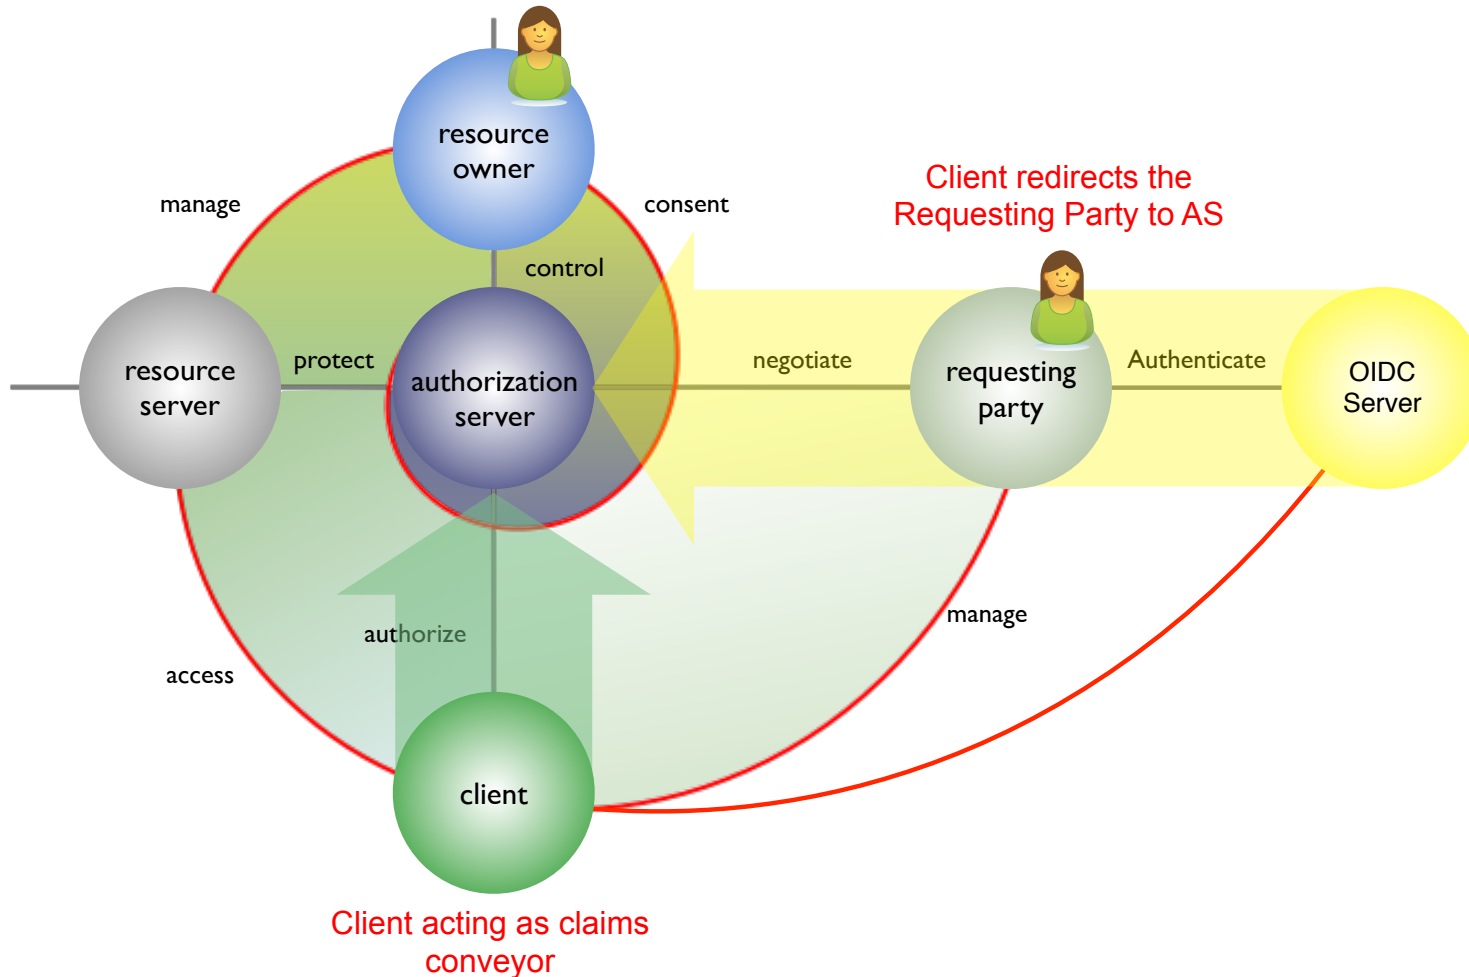 resource
owner
Client redirects the
Requesting Party to AS
manage
consent
control
resource
server
protect
authorization
server
negotiate
requesting
party
Authenticate
OIDC
Server
authorize
manage
access
client
Client acting as claims
conveyor